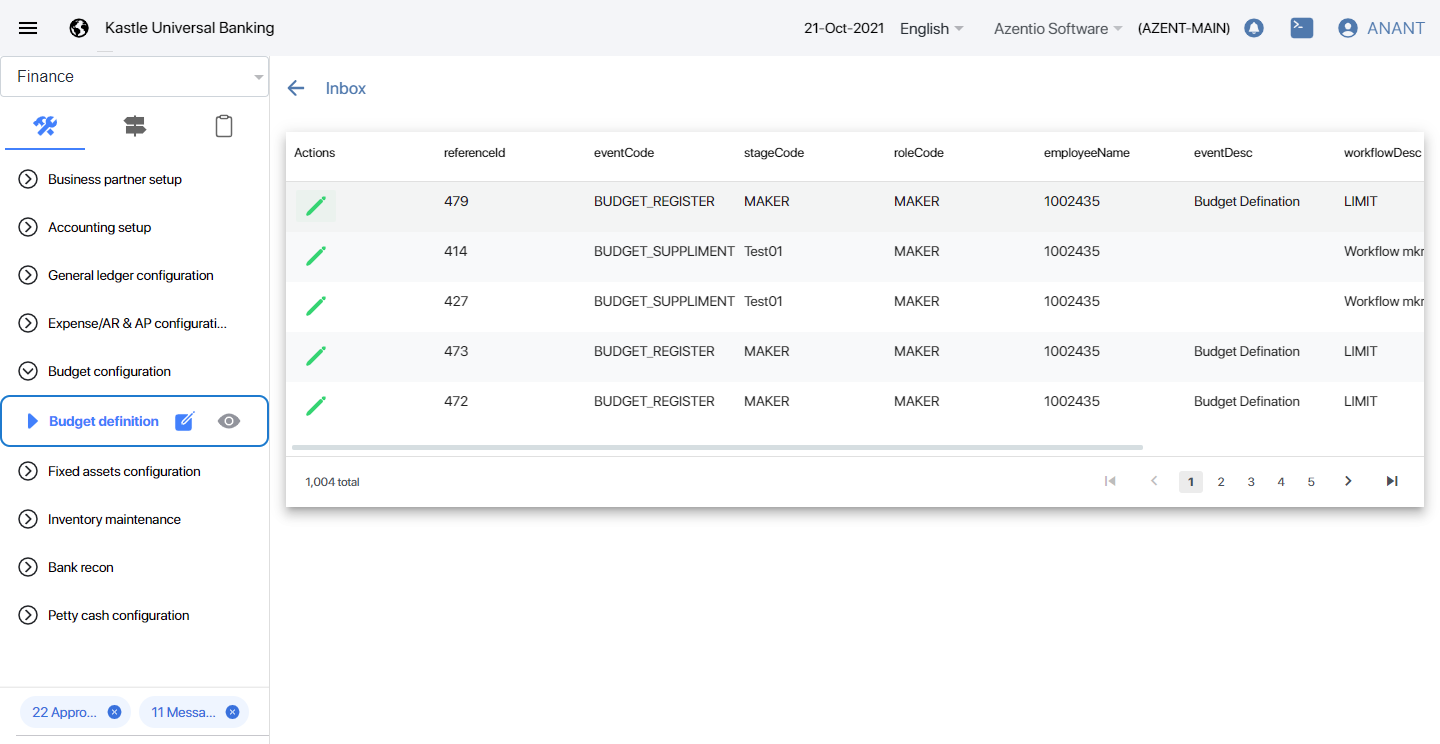 Kastle Universal Banking
21-Oct-2021 English Azentio Software (AZENT-MAIN) ANANT
Finance
Business partner setup
Accounting setup
General ledger configuration
Expense/AR & AP configurati...
Budget configuration
Budget definition
Fixed assets configuration
Inventory maintenance
Bank recon
Petty cash configuration
22 Appro... 11 Messa...
Inbox
Actions referenceId eventCode stageCode roleCode employeeName eventDesc workflowDesc
479 BUDGET_REGISTER MAKER MAKER 1002435 Budget Defination LIMIT
414 BUDGET_SUPPLIMENT Test01 MAKER 1002435 Workflow mkr
427 BUDGET_SUPPLIMENT Test01 MAKER 1002435 Workflow mkr
473 BUDGET_REGISTER MAKER MAKER 1002435 Budget Defination LIMIT
472 BUDGET_REGISTER MAKER MAKER 1002435 Budget Defination LIMIT
1,004 total 1 2 3 4 5